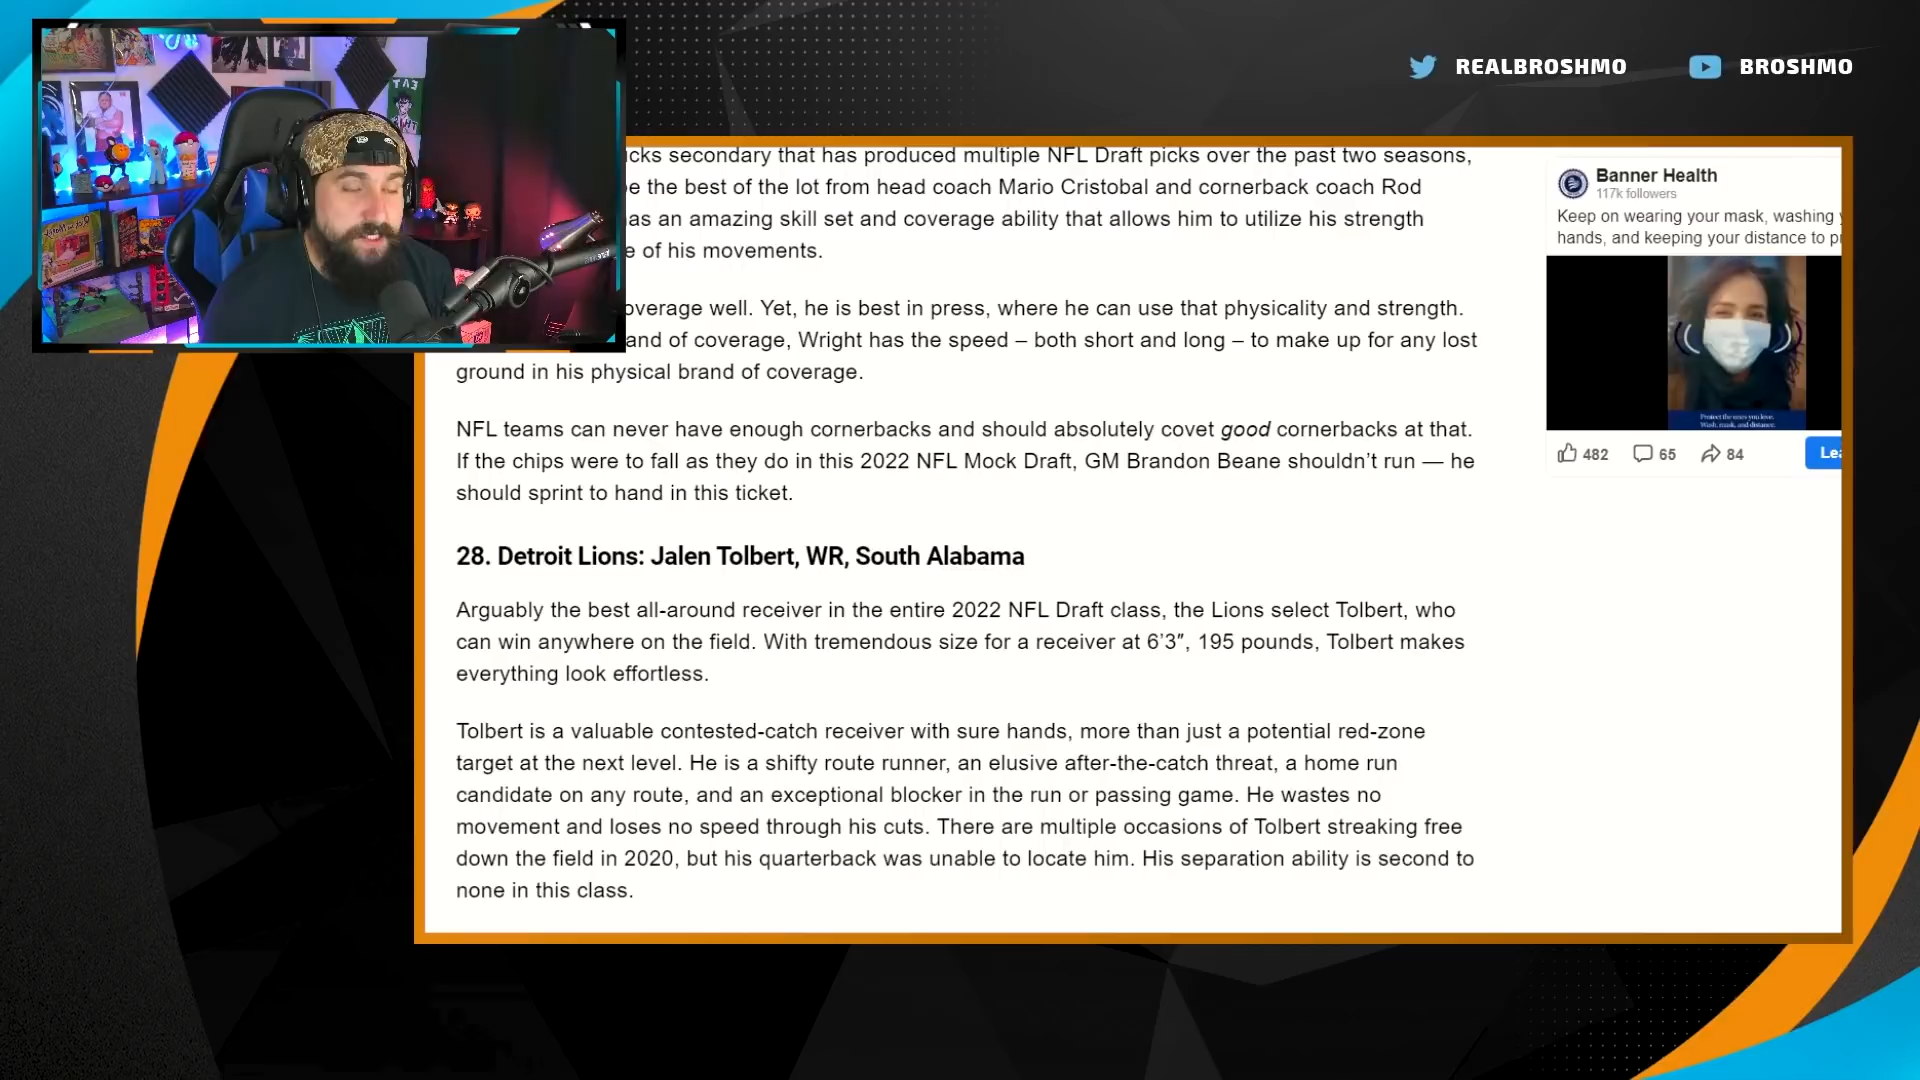 REALBROSHMO
BROSHMO
cks secondary that has produced multiple NFL Draft picks over the past two seasons,
e the best of the lot from head coach Mario Cristobal and cornerback coach Rod
as an amazing skill set and coverage ability that allows him to utilize his strength
e of his movements.
overage well. Yet, he is best in press, where he can use that physicality and strength.
and of coverage, Wright has the speed – both short and long – to make up for any lost
ground in his physical brand of coverage.
NFL teams can never have enough cornerbacks and should absolutely covet good cornerbacks at that.
If the chips were to fall as they do in this 2022 NFL Mock Draft, GM Brandon Beane shouldn’t run — he
should sprint to hand in this ticket.
28. Detroit Lions: Jalen Tolbert, WR, South Alabama
Arguably the best all-around receiver in the entire 2022 NFL Draft class, the Lions select Tolbert, who
can win anywhere on the field. With tremendous size for a receiver at 6’3″, 195 pounds, Tolbert makes
everything look effortless.
Tolbert is a valuable contested-catch receiver with sure hands, more than just a potential red-zone
target at the next level. He is a shifty route runner, an elusive after-the-catch threat, a home run
candidate on any route, and an exceptional blocker in the run or passing game. He wastes no
movement and loses no speed through his cuts. There are multiple occasions of Tolbert streaking free
down the field in 2020, but his quarterback was unable to locate him. His separation ability is second to
none in this class.
Banner Health
117k followers
Keep on wearing your mask, washing
hands, and keeping your distance to
Protect the ones you love.
Wash, mask, and distance.
482 65 84 Lea